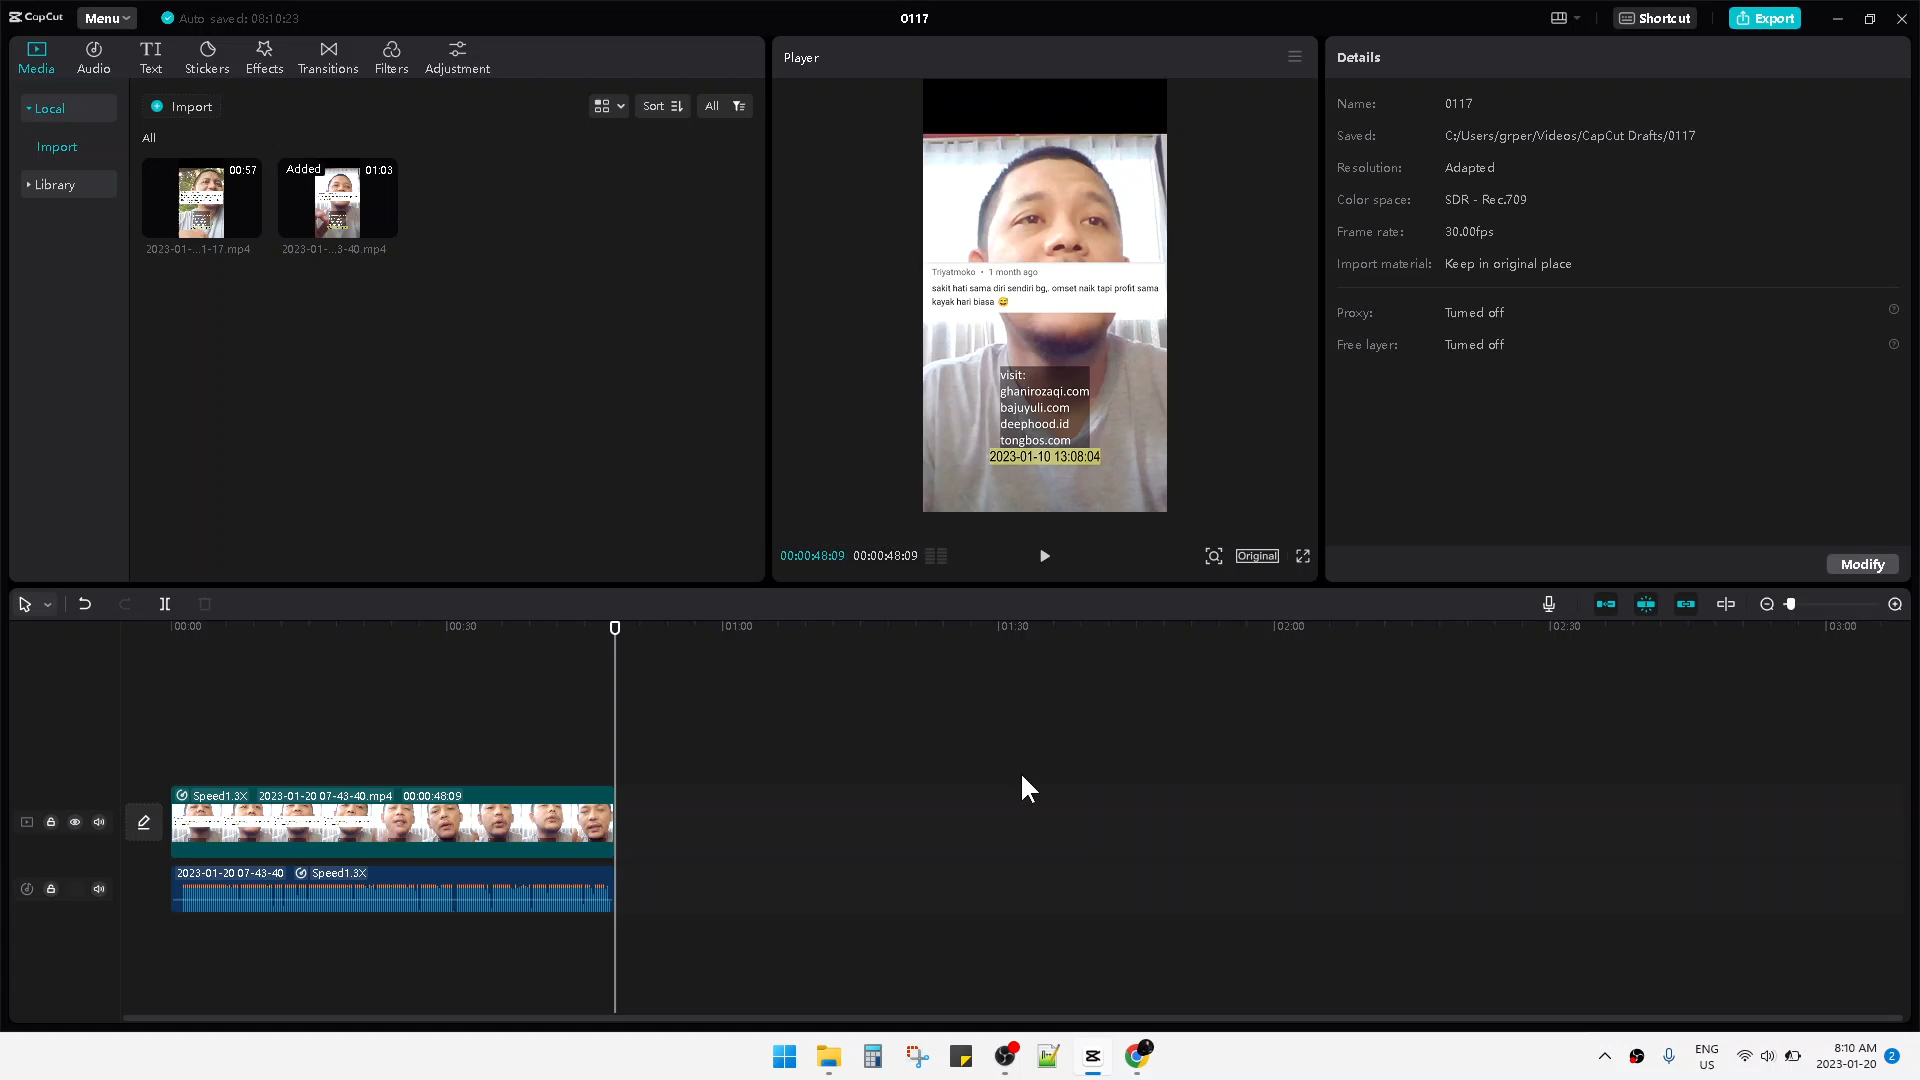 CapCut
Menu
Auto saved: 08:10:23
0117
Shortcut
Export
Media
Audio
TI
Text
Stickers
Effects
Transitions
Filters
Adjustment
Local
Import
Library
Import
Sort
All
All
00:57
Added
01:03
2023-01-...1-17.mp4
2023-01-...3-40.mp4
Player
Triyatmoko • 1 month ago
sakit hati sama diri sendiri bg,. omset naik tapi profit sama
kayak hari biasa 😅
visit:
ghanirozaqi.com
bajuyuli.com
deephood.id
tongbos.com
2023-01-10 13:08:04
00:00:48:09
00:00:48:09
Original
Details
Name: 0117
Saved: C:/Users/grper/Videos/CapCut Drafts/0117
Resolution: Adapted
Color space: SDR - Rec.709
Frame rate: 30.00fps
Import material: Keep in original place
Proxy: Turned off
Free layer: Turned off
Modify
00:00
00:30
01:00
01:30
02:00
02:30
03:00
Speed1.3X 2023-01-20 07-43-40.mp4 00:00:48:09
2023-01-20 07-43-40 Speed1.3X
ENG
US
8:10 AM
2023-01-20
2